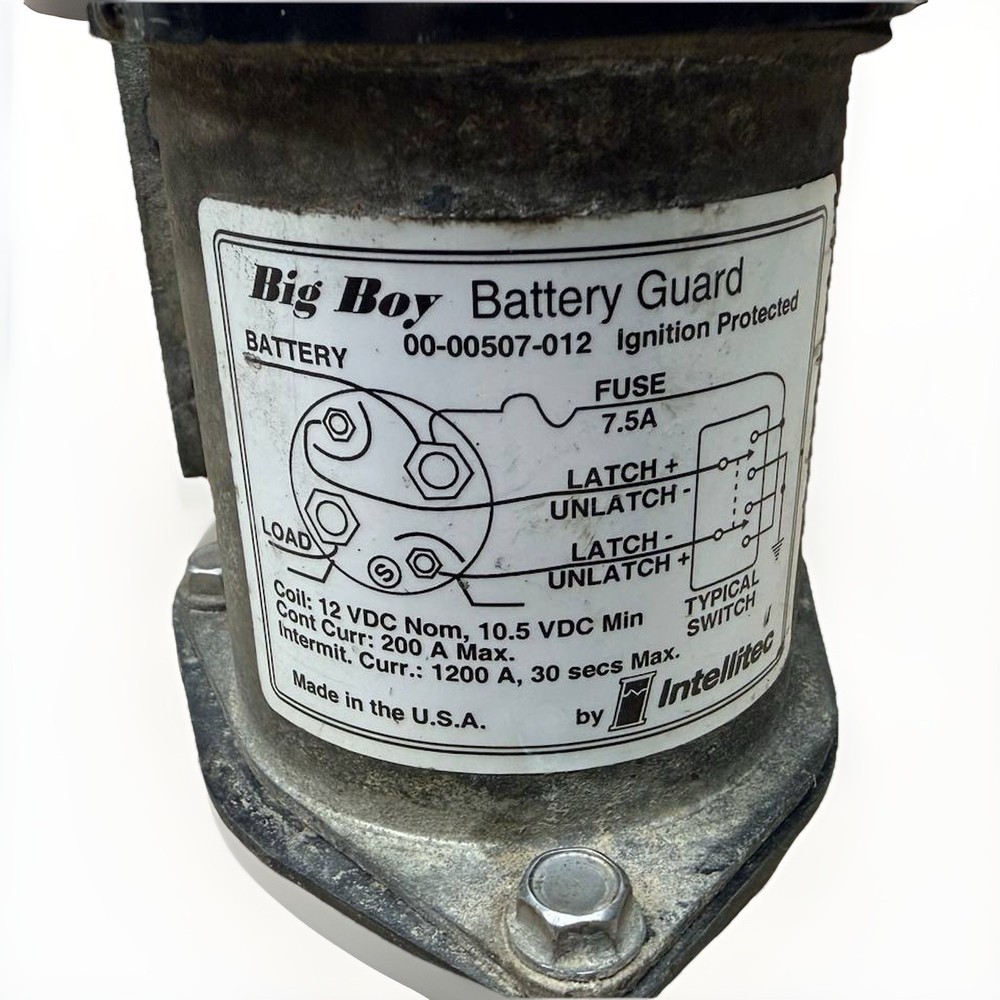 Big Boy Battery Guard
00-00507-012 Ignition Protected
BATTERY
FUSE
7.5A
LATCH +
UNLATCH -
LOAD
LATCH -
UNLATCH +
S
TYPICAL
SWITCH
Coil: 12 VDC Nom, 10.5 VDC Min
Cont Curr: 200 A Max.
Intermit. Curr.: 1200 A, 30 secs Max.
Made in the U.S.A.
by Intellitec